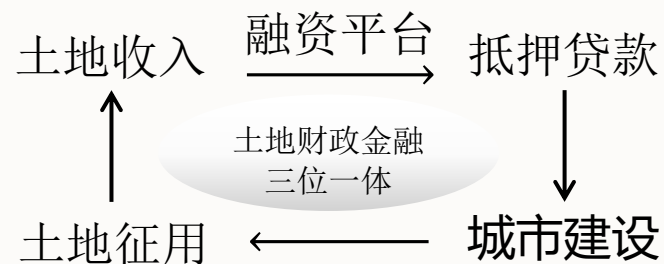 融资平台
土地收入
抵押贷款
土地财政金融
三位一体
土地征用
城市建设